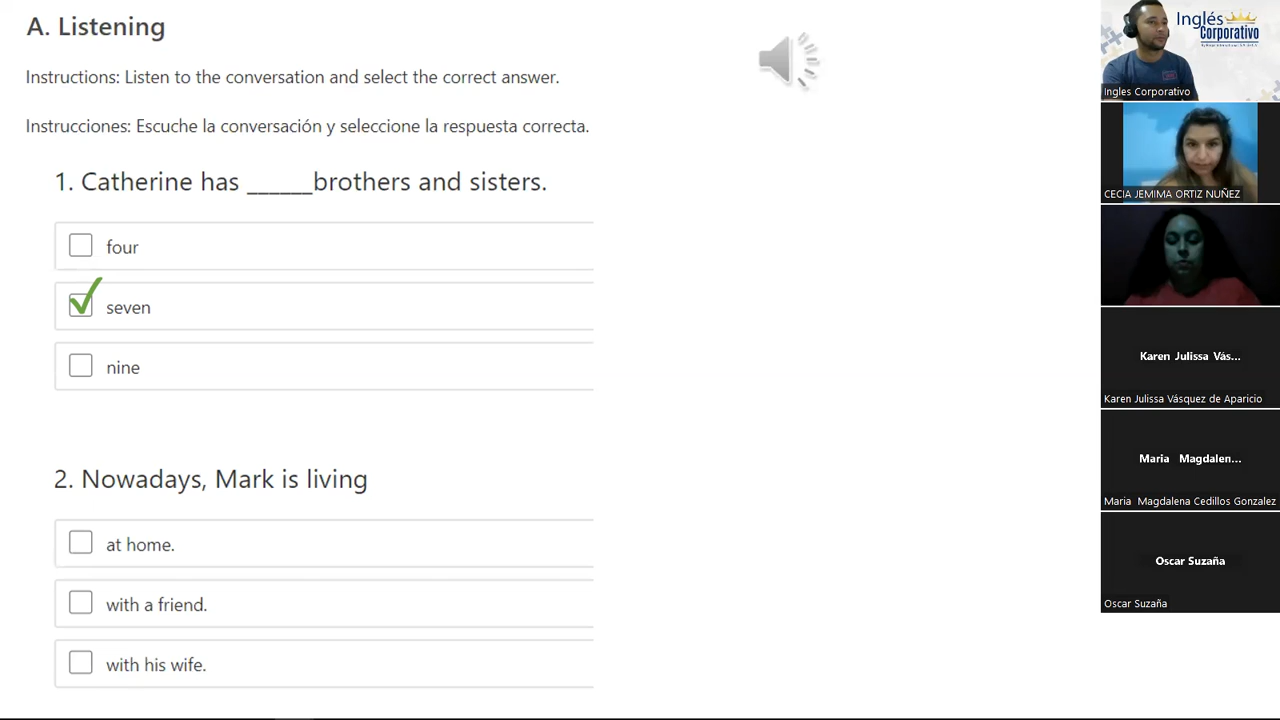 A. Listening
Instructions: Listen to the conversation and select the correct answer.
Instrucciones: Escuche la conversación y seleccione la respuesta correcta.
1. Catherine has ______brothers and sisters.
four
seven
nine
2. Nowadays, Mark is living
at home.
with a friend.
with his wife.
Inglés
Corporativo
Ingles Corporativo
CECIA JEMIMA ORTIZ NUÑEZ
Karen Julissa Vás...
Karen Julissa Vásquez de Aparicio
Maria Magdalen...
Maria Magdalena Cedillos Gonzalez
Oscar Suzaña
Oscar Suzaña